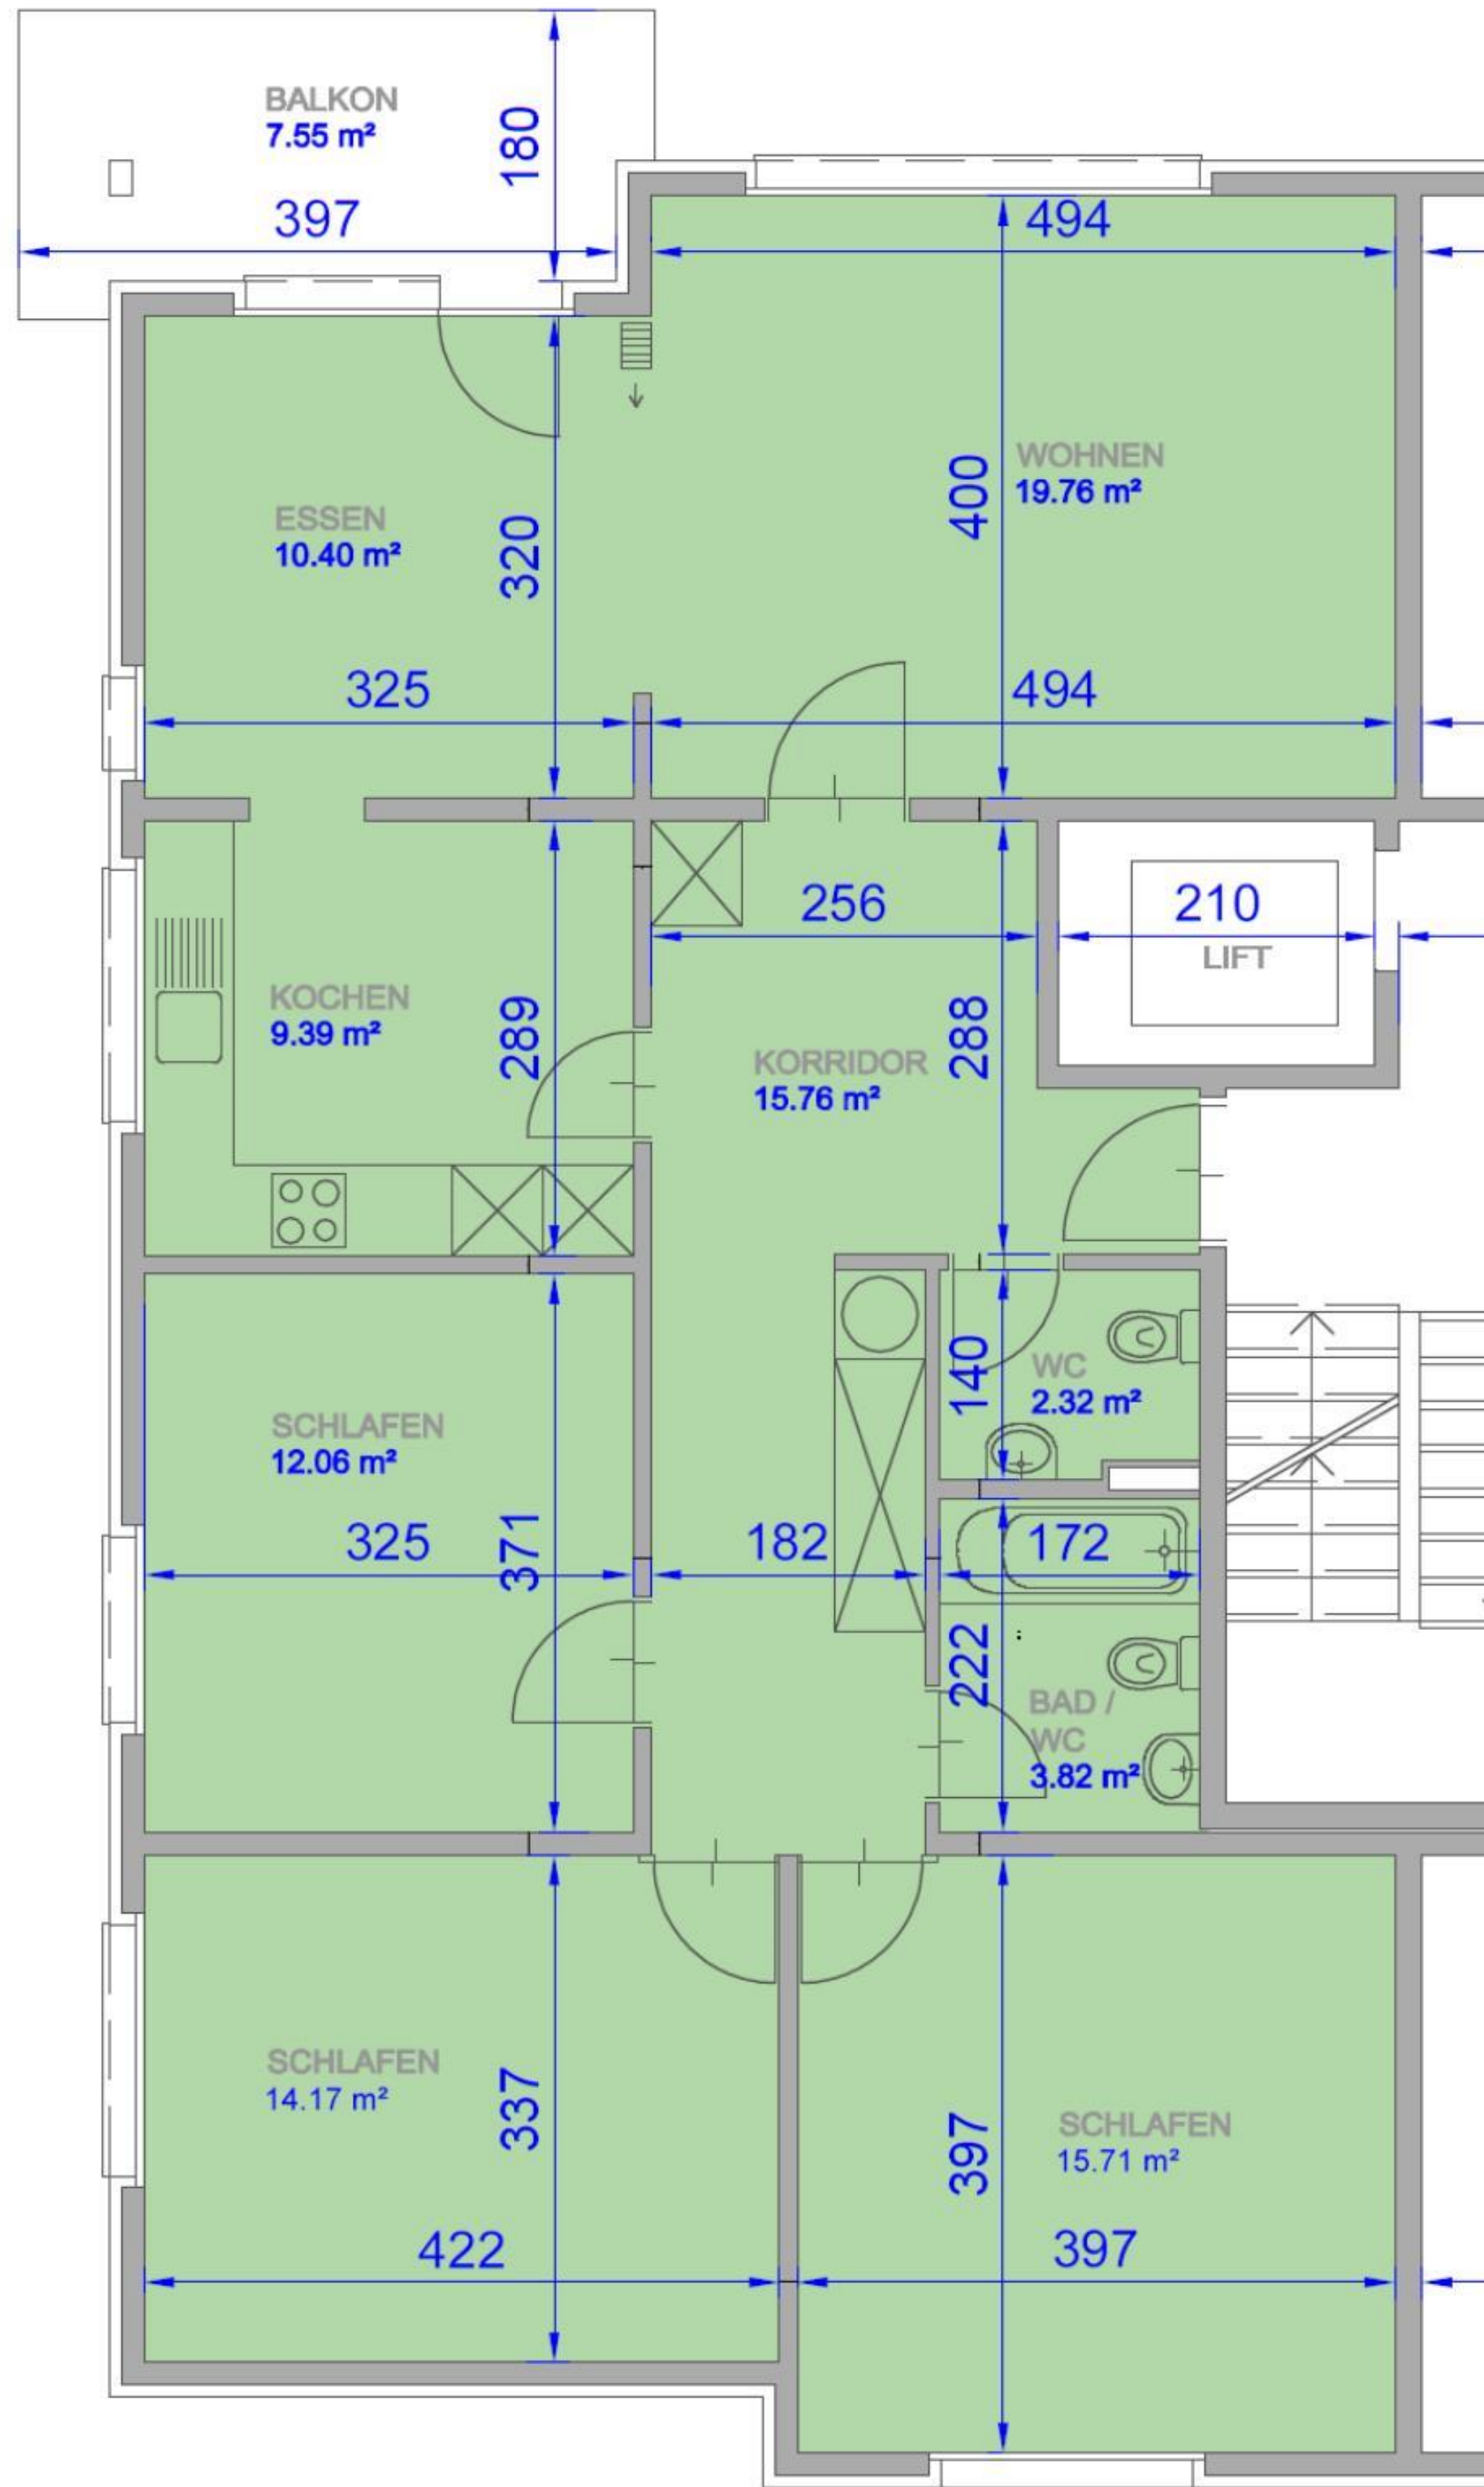 BALKON
7.55 m²
180
397
494
WOHNEN
19.76 m²
400
ESSEN
10.40 m²
320
325
494
256
210
LIFT
KOCHEN
9.39 m²
289
288
KORRIDOR
15.76 m²
140
WC
2.32 m²
SCHLAFEN
12.06 m²
325
371
182
172
222
BAD /
WC
3.82 m²
SCHLAFEN
14.17 m²
337
397
SCHLAFEN
15.71 m²
422
397